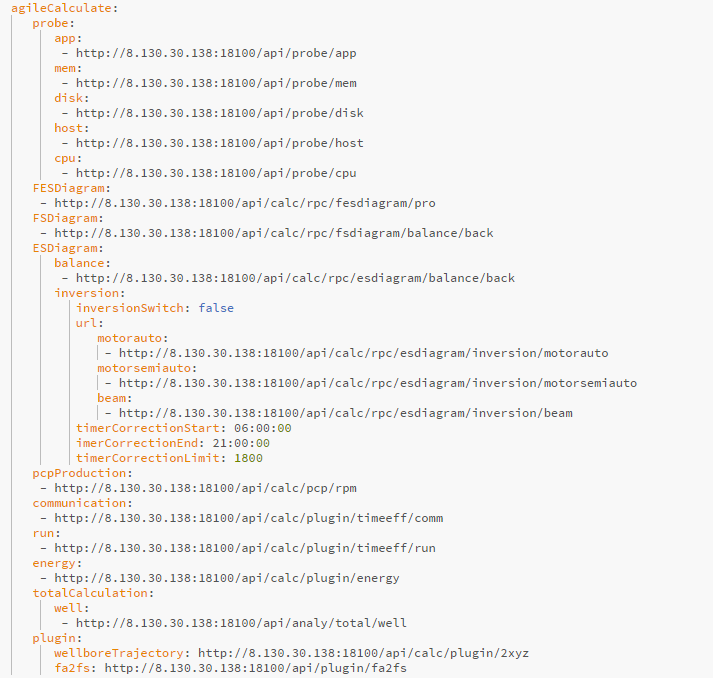 agileCalculate:
probe:
app:
- http://8.130.30.138:18100/api/probe/app
mem:
- http://8.130.30.138:18100/api/probe/mem
disk:
- http://8.130.30.138:18100/api/probe/disk
host:
- http://8.130.30.138:18100/api/probe/host
cpu:
- http://8.130.30.138:18100/api/probe/cpu
FESDiagram:
- http://8.130.30.138:18100/api/calc/rpc/fesdiagram/pro
FSDiagram:
- http://8.130.30.138:18100/api/calc/rpc/fsdiagram/balance/back
ESDiagram:
balance:
- http://8.130.30.138:18100/api/calc/rpc/esdiagram/balance/back
inversion:
inversionSwitch: false
url:
motorauto:
- http://8.130.30.138:18100/api/calc/rpc/esdiagram/inversion/motorauto
motorsemiauto:
- http://8.130.30.138:18100/api/calc/rpc/esdiagram/inversion/motorsemiauto
beam:
- http://8.130.30.138:18100/api/calc/rpc/esdiagram/inversion/beam
timerCorrectionStart: 06:00:00
imerCorrectionEnd: 21:00:00
timerCorrectionLimit: 1800
pcpProduction:
- http://8.130.30.138:18100/api/calc/pcp/rpm
communication:
- http://8.130.30.138:18100/api/calc/plugin/timeeff/comm
run:
- http://8.130.30.138:18100/api/calc/plugin/timeeff/run
energy:
- http://8.130.30.138:18100/api/calc/plugin/energy
totalCalculation:
well:
- http://8.130.30.138:18100/api/analy/total/well
plugin:
wellboreTrajectory: http://8.130.30.138:18100/api/calc/plugin/2xyz
fa2fs: http://8.130.30.138:18100/api/plugin/fa2fs